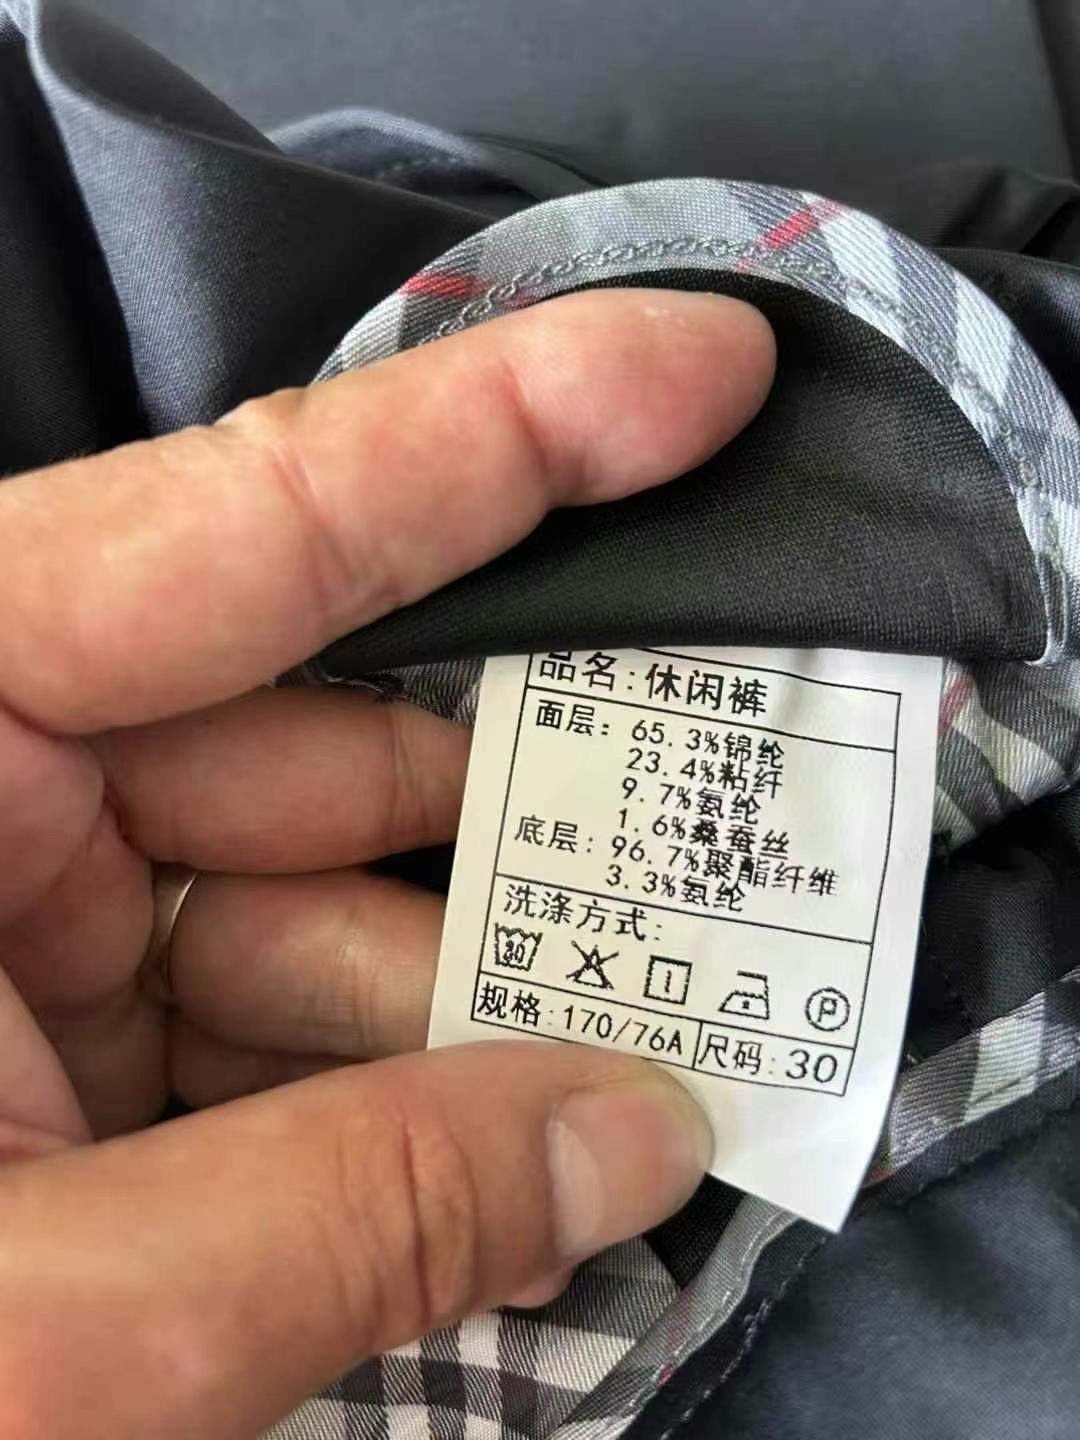 品名:休闲裤
面层: 65.3%锦纶
23.4%粘纤
9.7%氨纶
1.6%桑蚕丝
底层: 96.7%聚酯纤维
3.3%氨纶
洗涤方式:
30 P
规格:170/76A 尺码:30